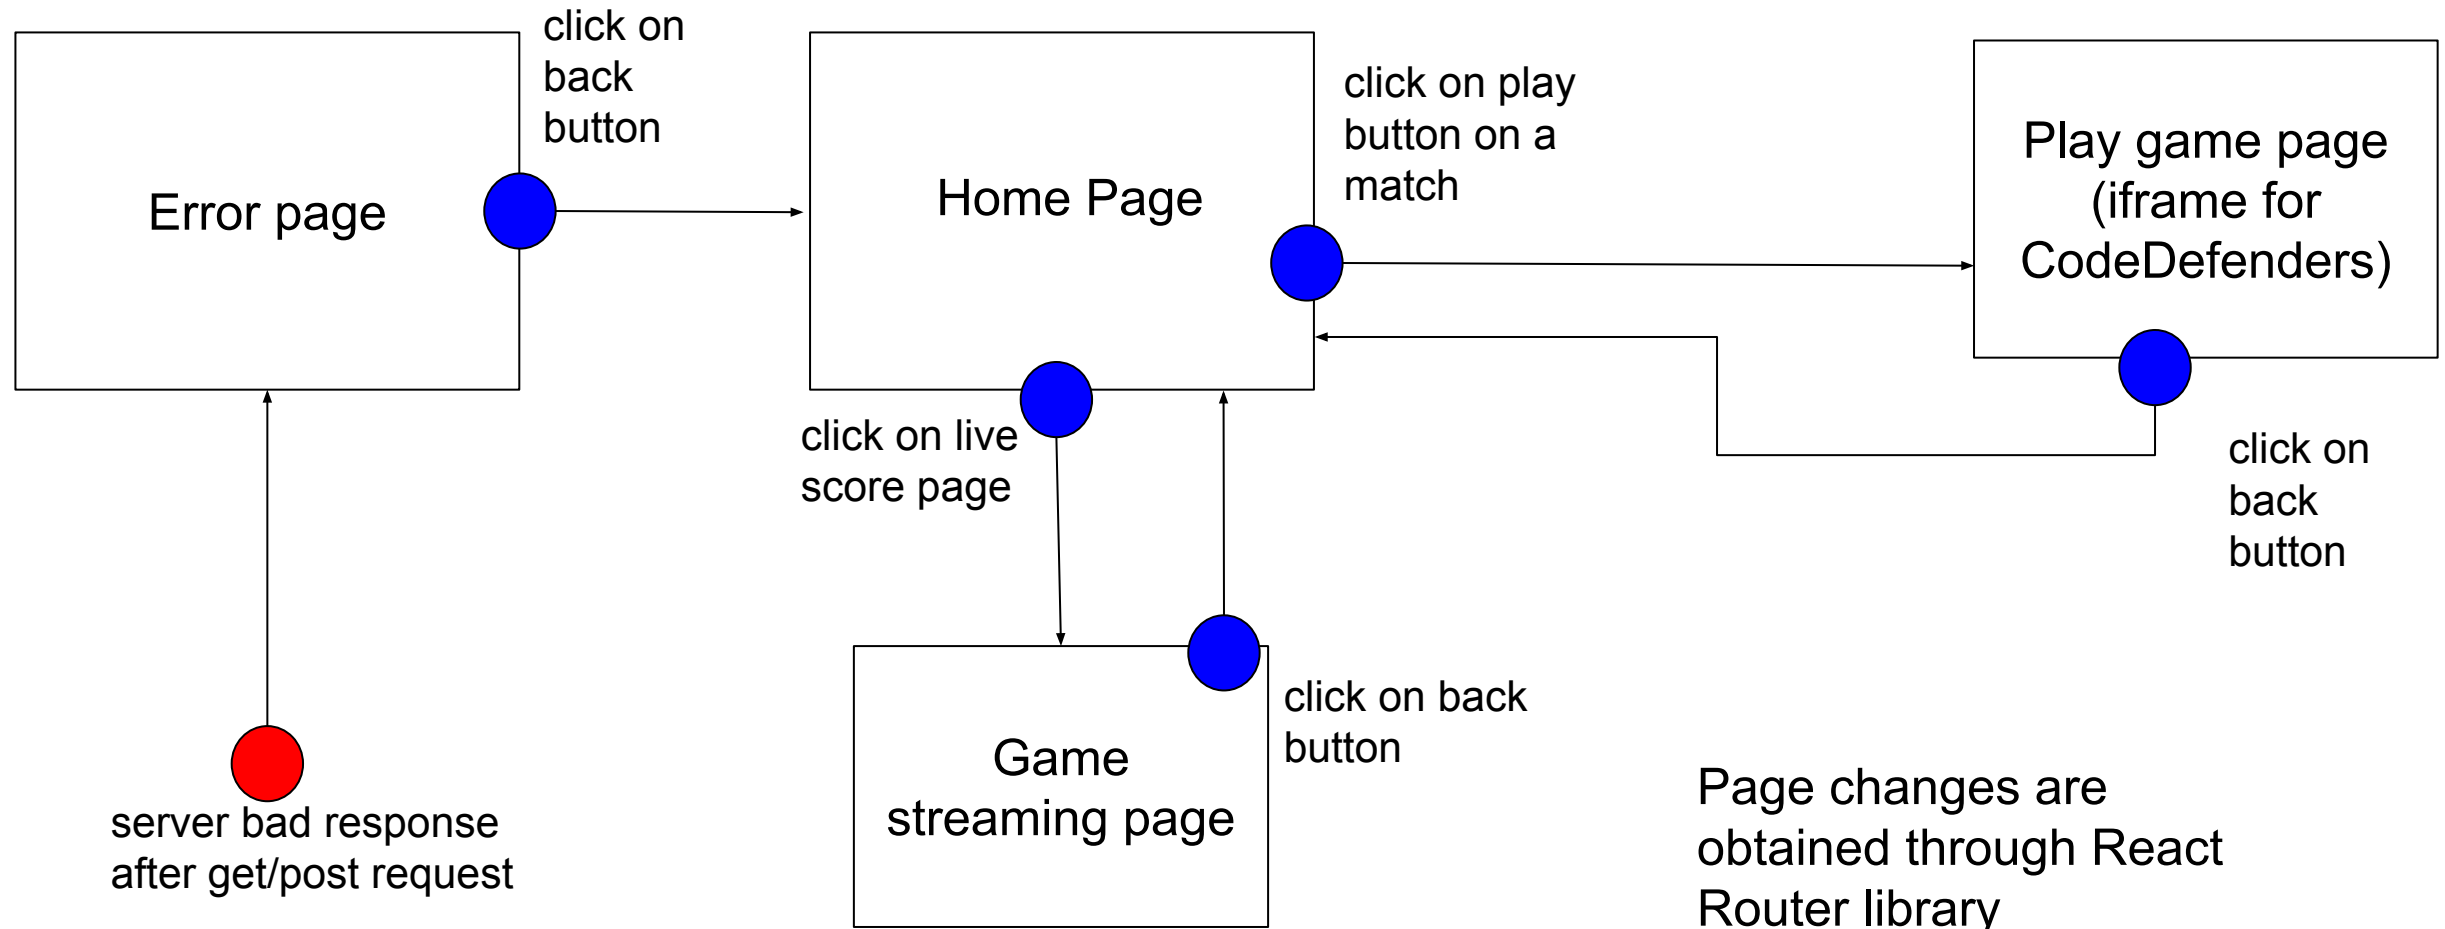 click on
back
button
Error page
Home Page
click on play
button on a
match
Play game page
(iframe for
CodeDefenders)
click on live
score page
click on
back
button
click on back
button
Game
streaming page
server bad response
after get/post request
Page changes are
obtained through React
Router library